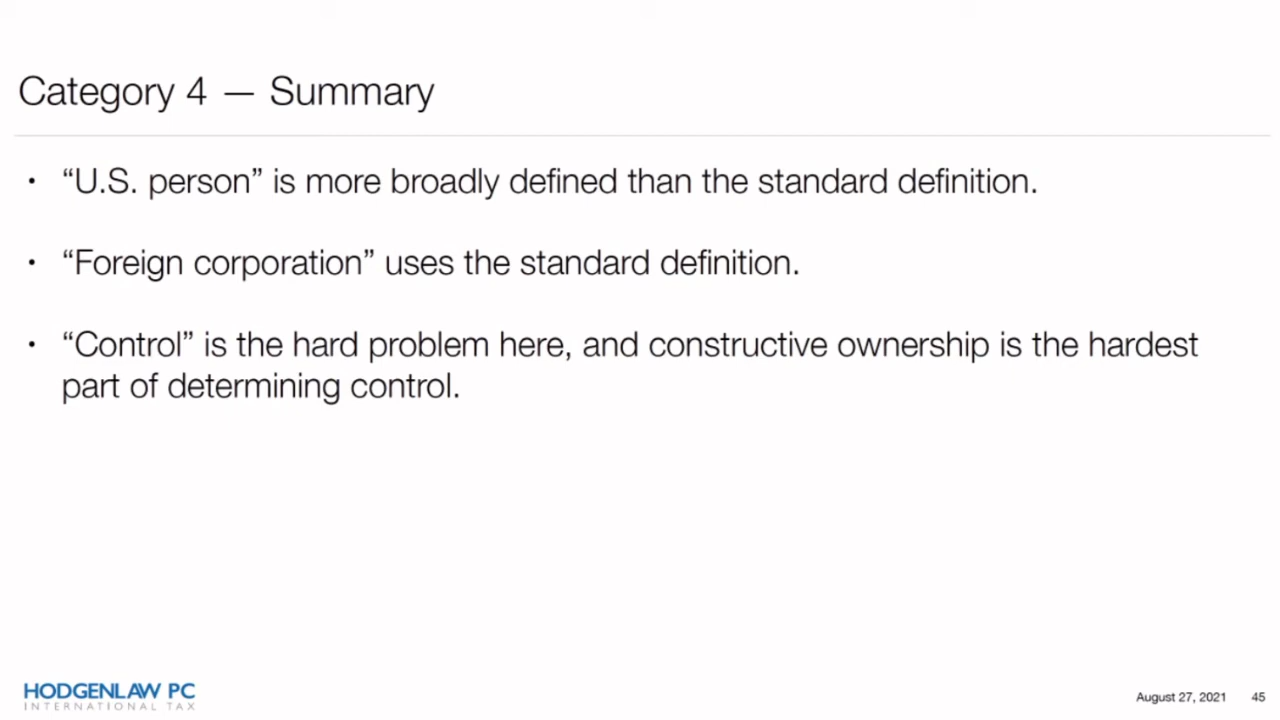 Category 4 — Summary
• “U.S. person” is more broadly defined than the standard definition.
• “Foreign corporation” uses the standard definition.
• “Control” is the hard problem here, and constructive ownership is the hardest
part of determining control.
HODGENLAW PC
INTERNATIONAL TAX
August 27, 2021 45